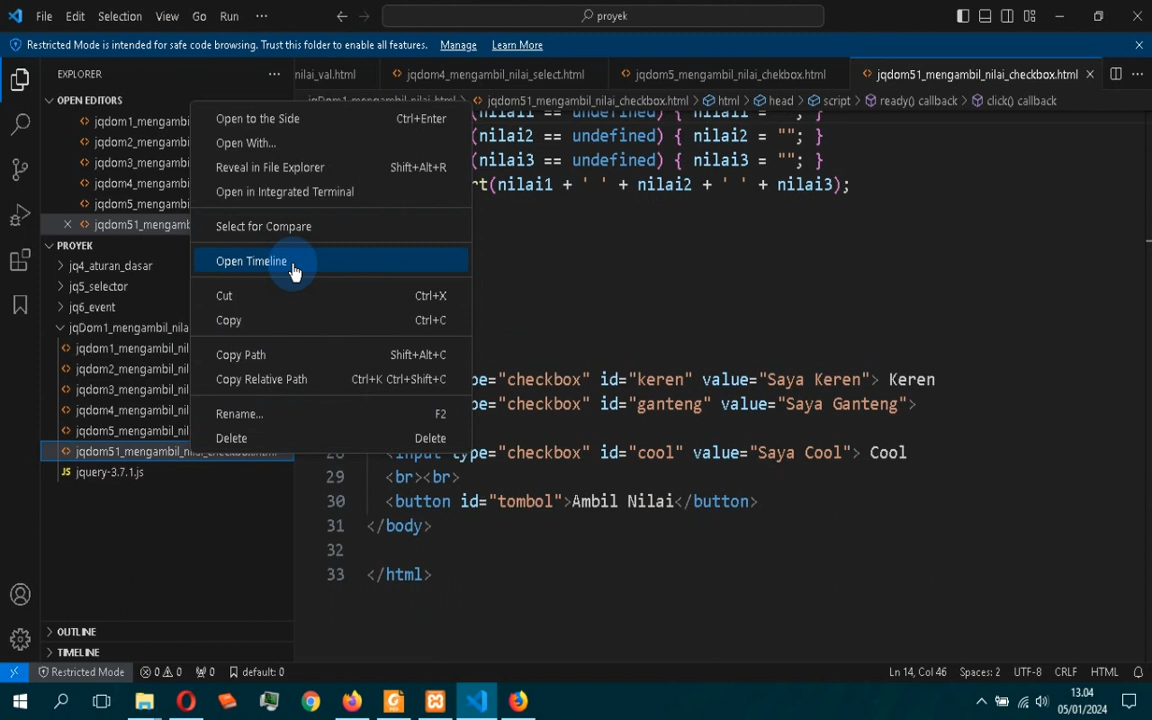 File Edit Selection View Go Run ··· proyek
Restricted Mode is intended for safe code browsing. Trust this folder to enable all features. Manage Learn More
EXPLORER ···
nilai_val.html jqdom4_mengambil_nilai_select.html jqdom5_mengambil_nilai_chekbox.html jqdom51_mengambil_nilai_checkbox.html
jqdom51_mengambil_nilai_checkbox.html html head script ready() callback click() callback
OPEN EDITORS
jqdom1_mengambi
jqdom2_mengambi
jqdom3_mengambi
jqdom4_mengambi
jqdom5_mengambi
jqdom51_mengamb
PROYEK
jq4_aturan_dasar
jq5_selector
jq6_event
jqDom1_mengambil_nilai
jqdom1_mengambil_nil
jqdom2_mengambil_nil
jqdom3_mengambil_nil
jqdom4_mengambil_nil
jqdom5_mengambil_nil
jqdom51_mengambil_nilai_checkbox.html
jquery-3.7.1.js
OUTLINE
TIMELINE
Open to the Side Ctrl+Enter
Open With...
Reveal in File Explorer Shift+Alt+R
Open in Integrated Terminal
Select for Compare
Open Timeline
Cut Ctrl+X
Copy Ctrl+C
Copy Path Shift+Alt+C
Copy Relative Path Ctrl+K Ctrl+Shift+C
Rename... F2
Delete Delete
(nilai1 == undefined) { nilai1 = ""; }
(nilai2 == undefined) { nilai2 = ""; }
(nilai3 == undefined) { nilai3 = ""; }
rt(nilai1 + ' ' + nilai2 + ' ' + nilai3);
pe="checkbox" id="keren" value="Saya Keren"> Keren
pe="checkbox" id="ganteng" value="Saya Ganteng">
28 <input type="checkbox" id="cool" value="Saya Cool"> Cool
29 <br><br>
30 <button id="tombol">Ambil Nilai</button>
31 </body>
32
33 </html>
Restricted Mode 0 0 0 default: 0 Ln 14, Col 46 Spaces: 2 UTF-8 CRLF HTML
13.04
05/01/2024